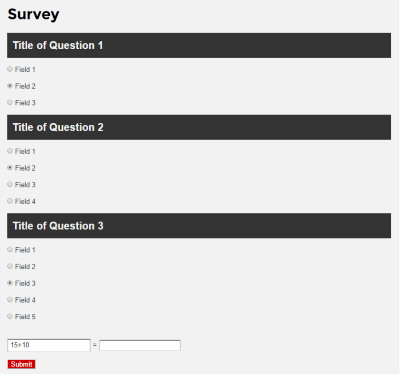 Survey
Title of Question 1
Field 1
Field 2
Field 3
Title of Question 2
Field 1
Field 2
Field 3
Field 4
Title of Question 3
Field 1
Field 2
Field 3
Field 4
Field 5
15+10 =
Submit